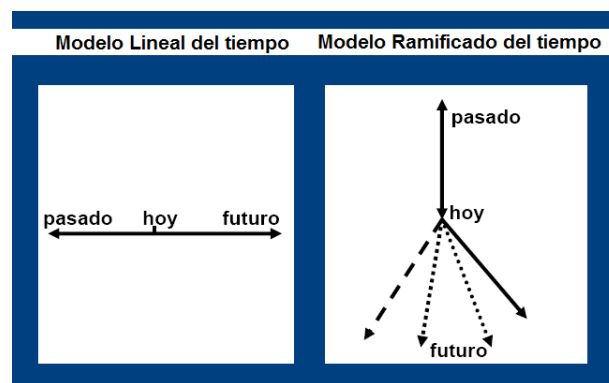 Modelo Lineal del tiempo
Modelo Ramificado del tiempo
pasado hoy futuro
pasado
hoy
futuro